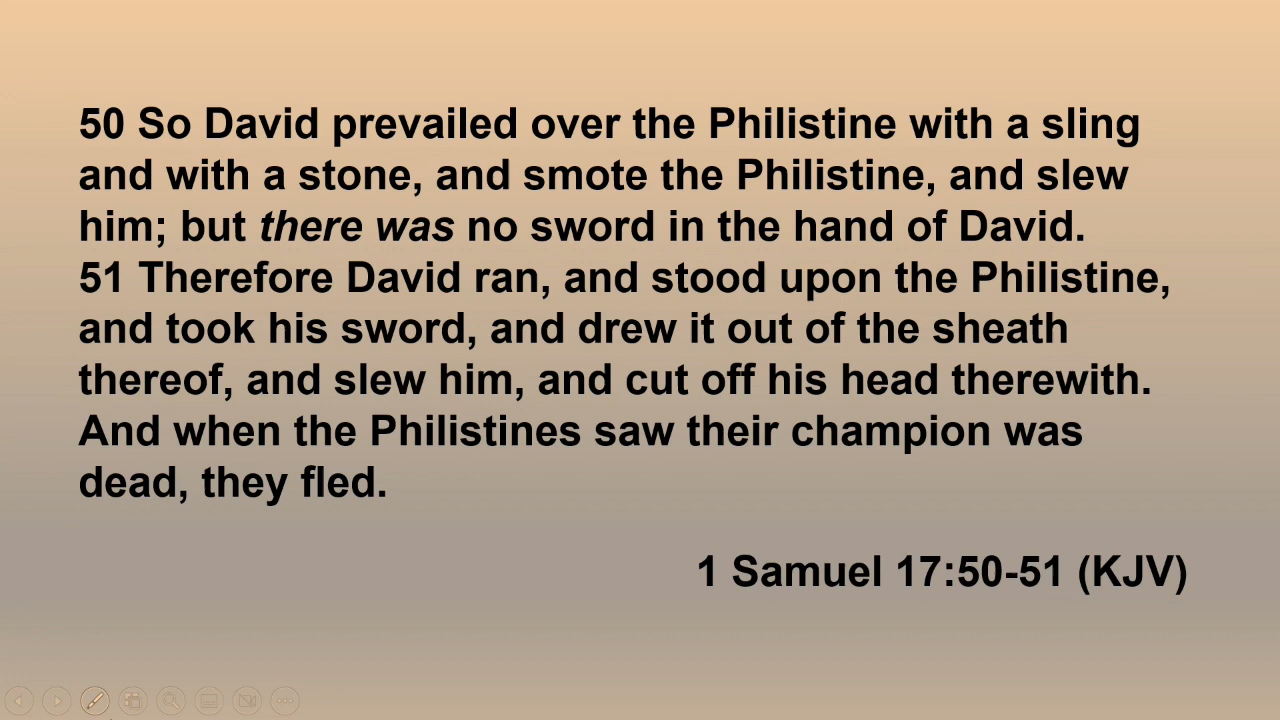 50 So David prevailed over the Philistine with a sling
and with a stone, and smote the Philistine, and slew
him; but there was no sword in the hand of David.
51 Therefore David ran, and stood upon the Philistine,
and took his sword, and drew it out of the sheath
thereof, and slew him, and cut off his head therewith.
And when the Philistines saw their champion was
dead, they fled.
1 Samuel 17:50-51 (KJV)